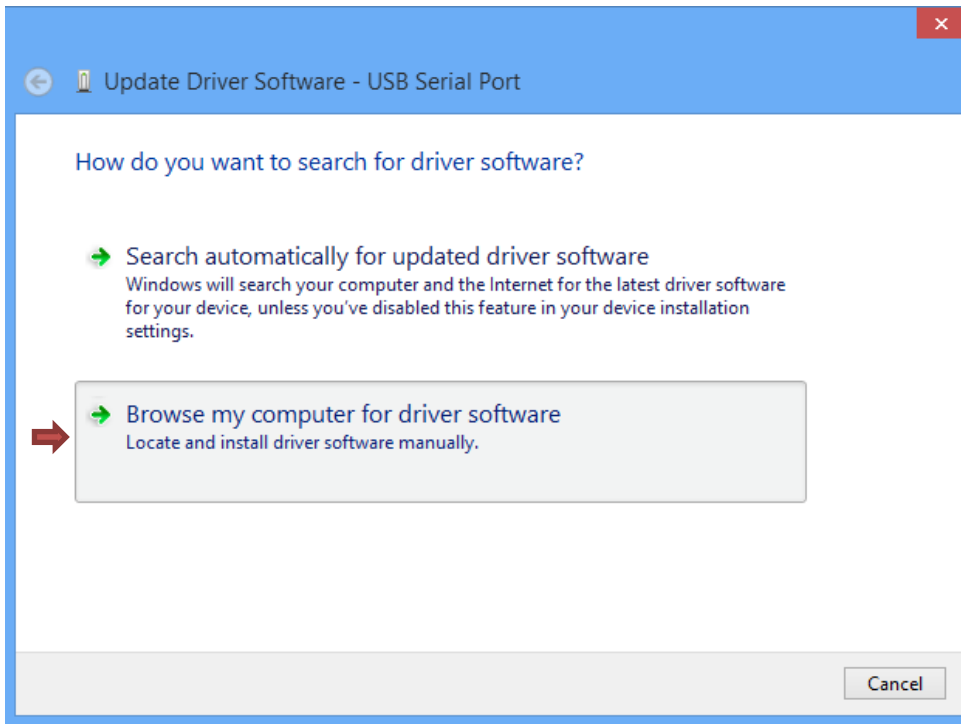 Update Driver Software - USB Serial Port
How do you want to search for driver software?
Search automatically for updated driver software
Windows will search your computer and the Internet for the latest driver software
for your device, unless you've disabled this feature in your device installation
settings.
Browse my computer for driver software
Locate and install driver software manually.
Cancel